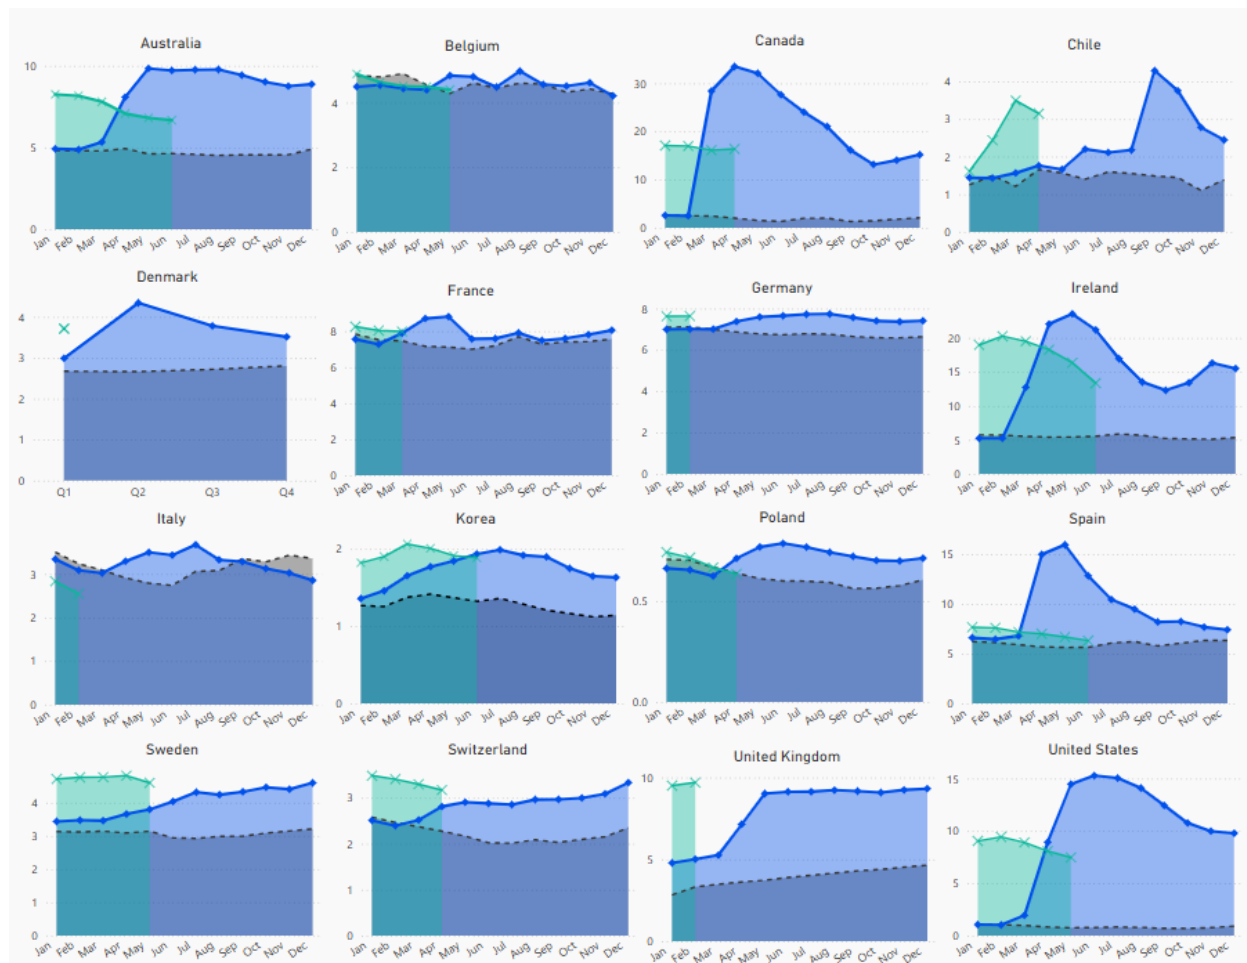 Australia
10
5
0
Jan Feb Mar Apr May Jun Jul Aug Sep Oct Nov Dec
Belgium
4
2
0
Jan Feb Mar Apr May Jun Jul Aug Sep Oct Nov Dec
Canada
30
20
10
0
Jan Feb Mar Apr May Jun Jul Aug Sep Oct Nov Dec
Chile
4
3
2
1
0
Jan Feb Mar Apr May Jun Jul Aug Sep Oct Nov Dec
Denmark
4
3
2
1
0
Q1 Q2 Q3 Q4
France
8
6
4
2
0
Jan Feb Mar Apr May Jun Jul Aug Sep Oct Nov Dec
Germany
8
6
4
2
0
Jan Feb Mar Apr May Jun Jul Aug Sep Oct Nov Dec
Ireland
20
15
10
5
0
Jan Feb Mar Apr May Jun Jul Aug Sep Oct Nov Dec
Italy
3
2
1
0
Jan Feb Mar Apr May Jun Jul Aug Sep Oct Nov Dec
Korea
2
1
0
Jan Feb Mar Apr May Jun Jul Aug Sep Oct Nov Dec
Poland
0.5
0.0
Jan Feb Mar Apr May Jun Jul Aug Sep Oct Nov Dec
Spain
15
10
5
0
Jan Feb Mar Apr May Jun Jul Aug Sep Oct Nov Dec
Sweden
4
3
2
1
0
Jan Feb Mar Apr May Jun Jul Aug Sep Oct Nov Dec
Switzerland
3
2
1
0
Jan Feb Mar Apr May Jun Jul Aug Sep Oct Nov Dec
United Kingdom
10
5
0
Jan Feb Mar Apr May Jun Jul Aug Sep Oct Nov Dec
United States
15
10
5
0
Jan Feb Mar Apr May Jun Jul Aug Sep Oct Nov Dec